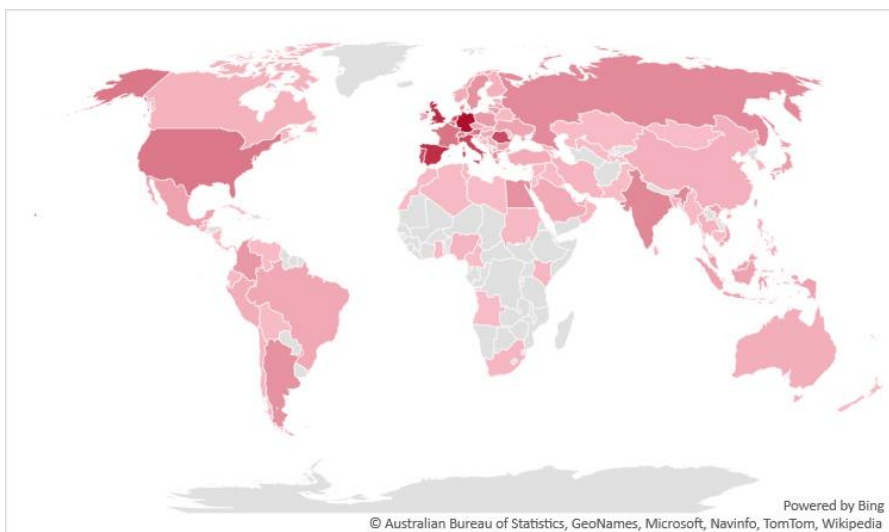 Powered by Bing
© Australian Bureau of Statistics, GeoNames, Microsoft, Navinfo, TomTom, Wikipedia